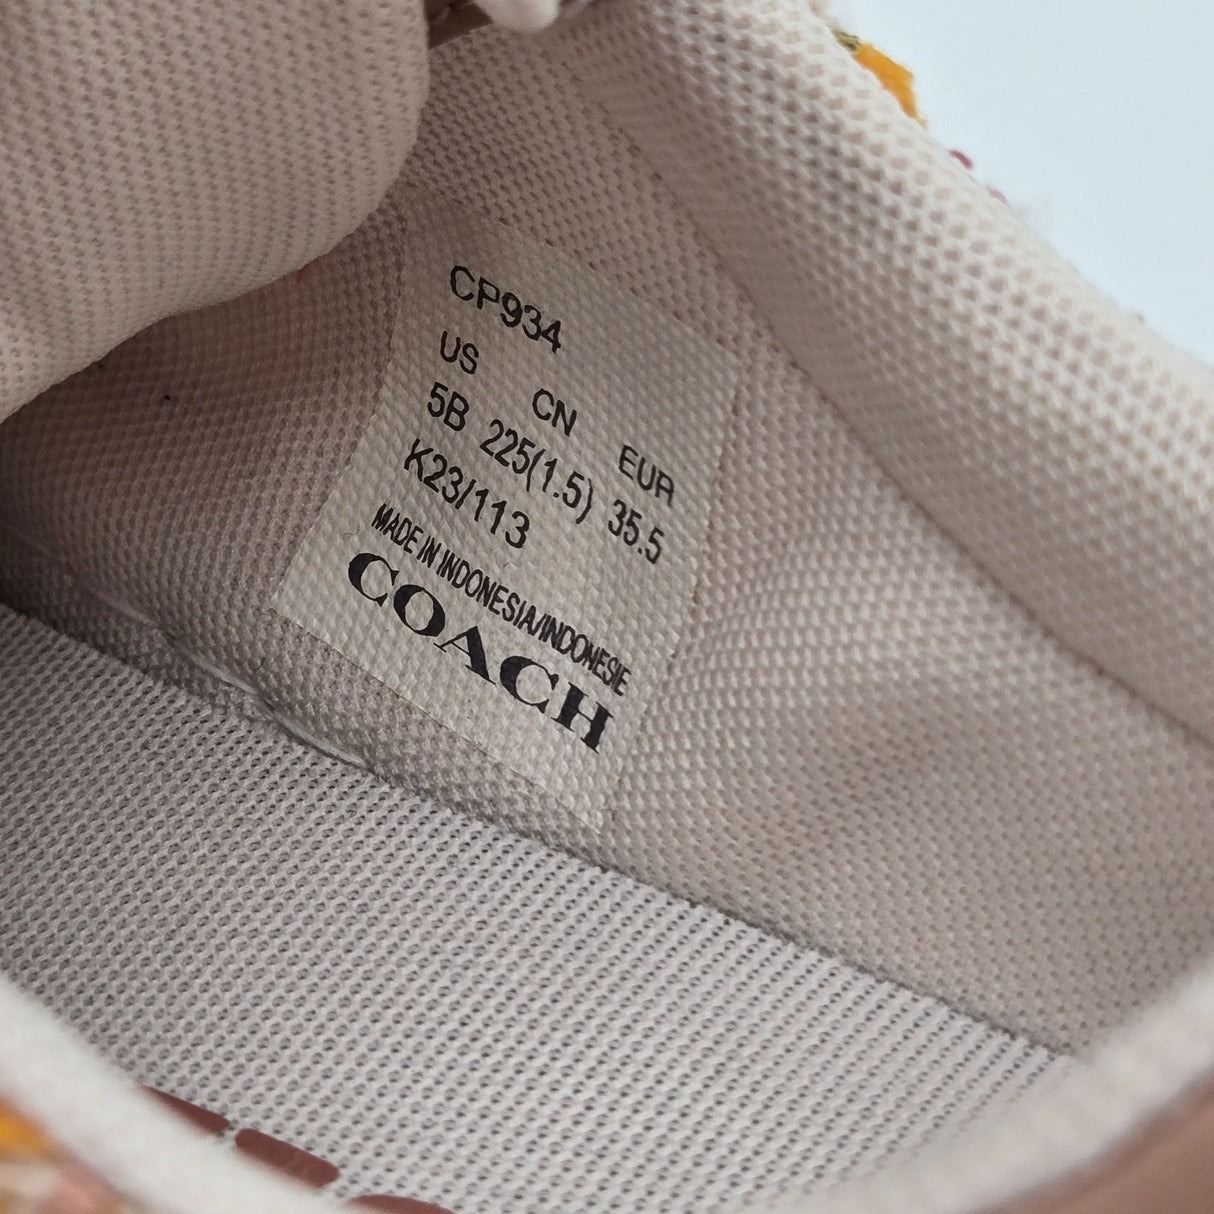 CP934
US CN EUR
5B 225(1.5) 35.5
K23/113
MADE IN INDONESIA/INDONESIE
COACH